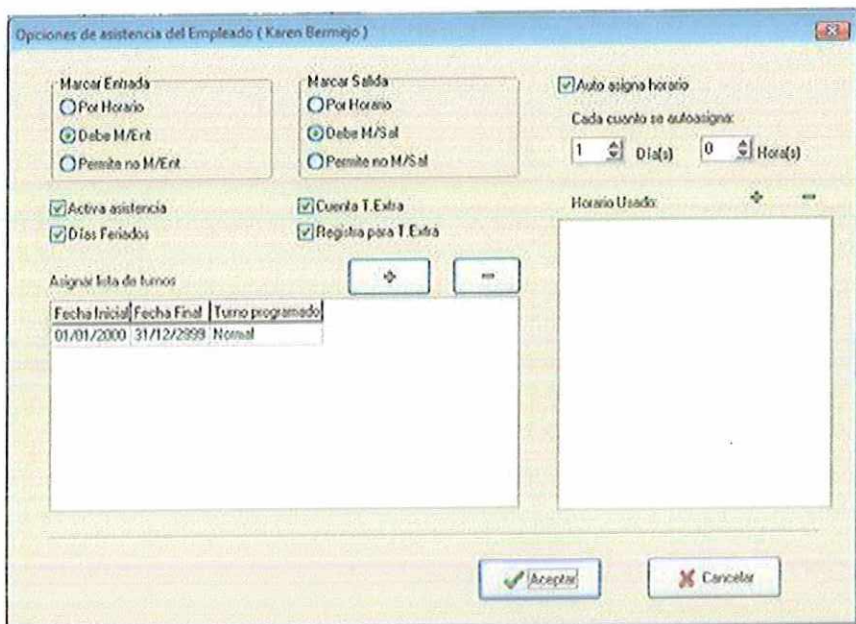 Opciones de asistencia del Empleado ( Karen Bermejo )
Marcar Entrada
Por Horario
Debe M/Ent
Permite no M/Ent
Marcar Salida
Por Horario
Debe M/Sal
Permite no M/Sal
Auto asigna horario
Cada cuanto se autoasigna:
1 Día(s) 0 Hora(s)
Activa asistencia
Días Feriados
Cuenta T.Extra
Registra para T.Extra
Horario Usado:
Asignar lista de turnos
Fecha Inicial Fecha Final Turno programado
01/01/2000 31/12/2999 Normal
Aceptar Cancelar